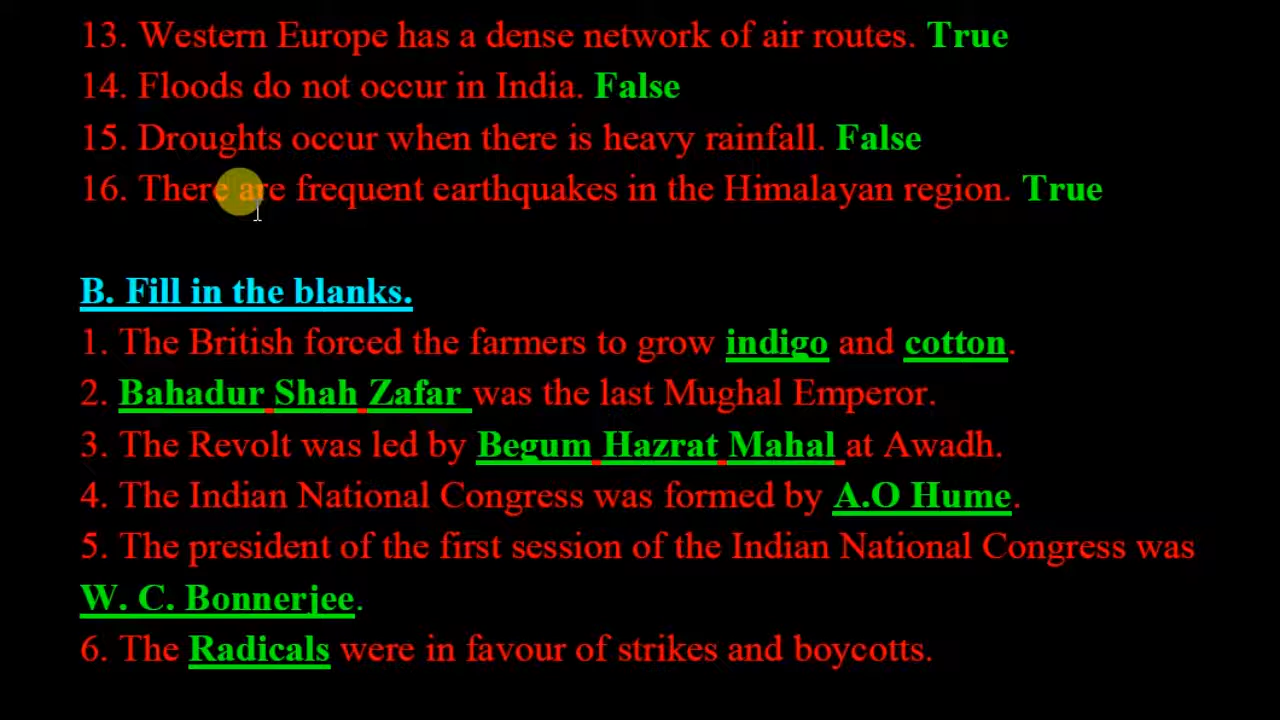 13. Western Europe has a dense network of air routes. True
14. Floods do not occur in India. False
15. Droughts occur when there is heavy rainfall. False
16. There are frequent earthquakes in the Himalayan region. True
B. Fill in the blanks.
1. The British forced the farmers to grow indigo and cotton.
2. Bahadur Shah Zafar was the last Mughal Emperor.
3. The Revolt was led by Begum Hazrat Mahal at Awadh.
4. The Indian National Congress was formed by A.O Hume.
5. The president of the first session of the Indian National Congress was
W. C. Bonnerjee.
6. The Radicals were in favour of strikes and boycotts.